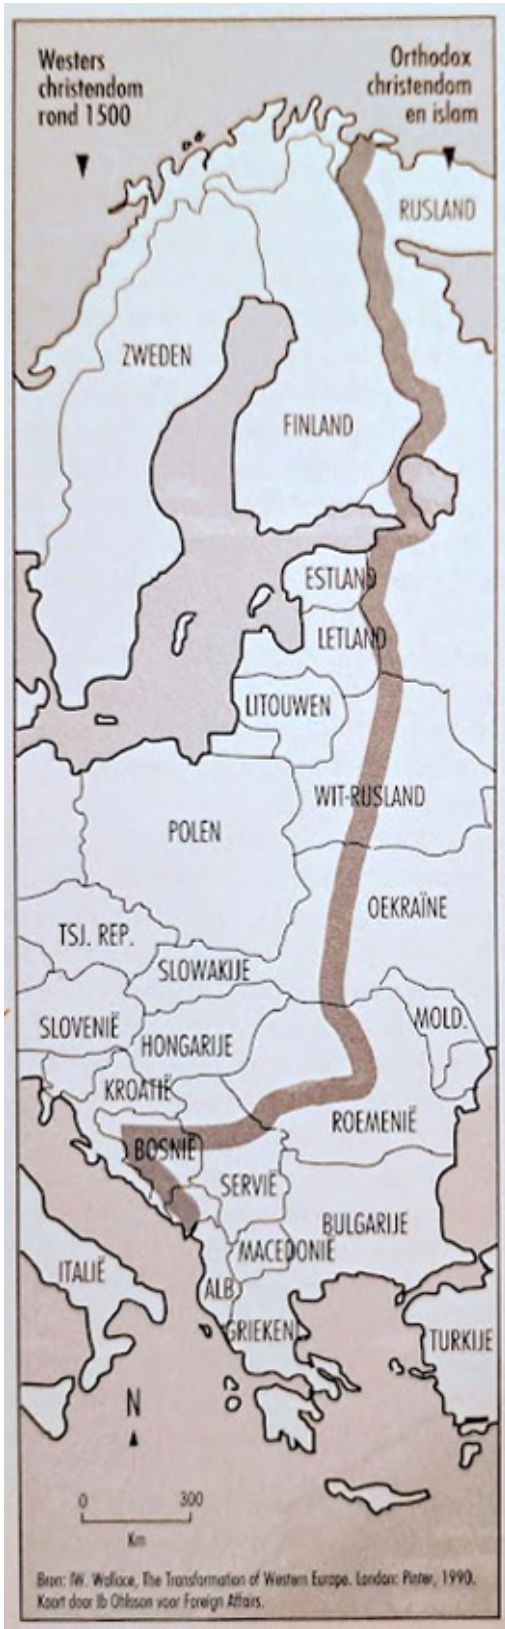 Westers
christendom
rond 1500
Orthodox
christendom
en islam
RUSLAND
ZWEDEN
FINLAND
ESTLAND
LETLAND
LITOUWEN
WIT-RUSLAND
POLEN
OEKRAÏNE
TSJ. REP.
SLOWAKIJE
SLOVENIË
MOLD.
HONGARIJE
KROATIË
ROEMENIË
BOSNIË
SERVIË
BULGARIJE
MACEDONIË
ITALIË
ALB
GRIEKEN
TURKIJE
N
0 300
Km
Bron: W. Wallace, The Transformation of Western Europe. London: Pinter, 1990.
Kaart door Ib Ohlsson voor Foreign Affairs.